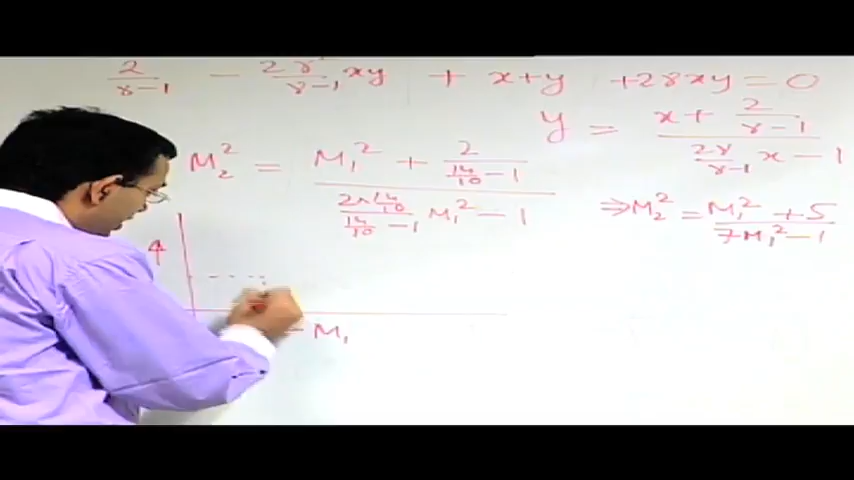 2/(γ-1) - 2γ/(γ-1) xy + x+y + 2γxy = 0
y = (x + 2/(γ-1)) / (2γ/(γ-1) x - 1)
M₂² = (M₁² + 2/(14/10 - 1)) / ((2×14/10)/(14/10 - 1) M₁² - 1)
⇒ M₂² = (M₁² + 5) / (7M₁² - 1)
M₁